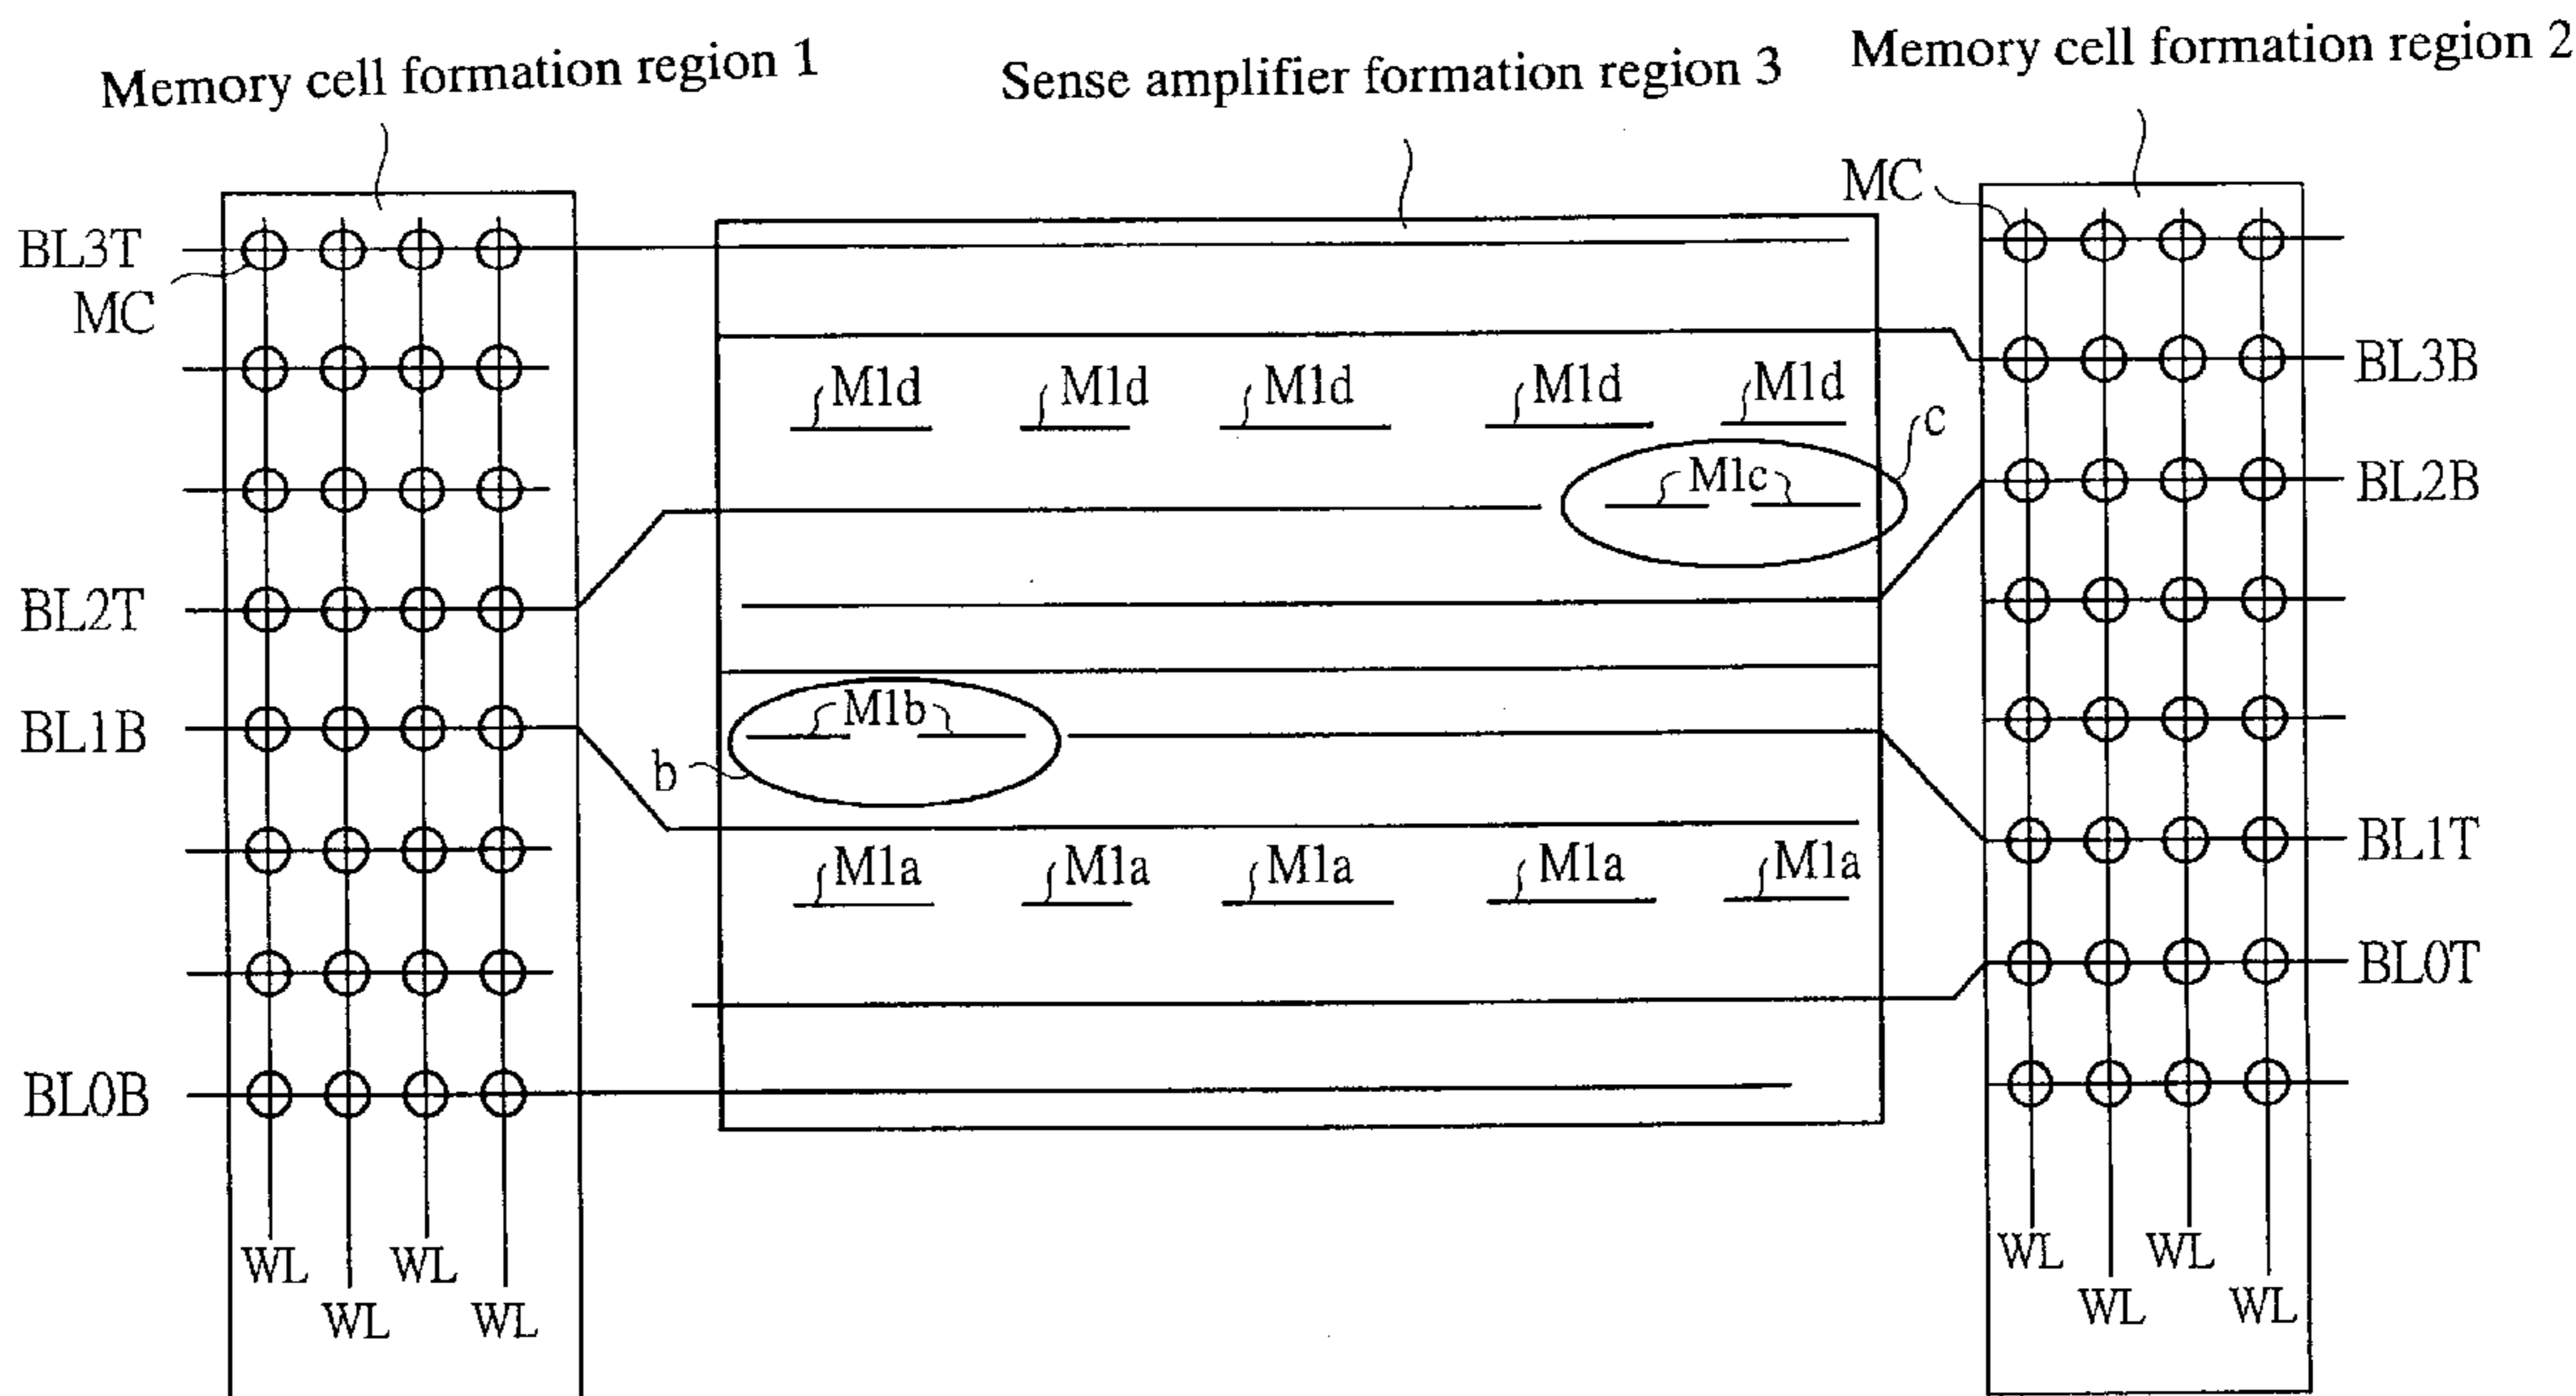 Memory cell formation region 1
Sense amplifier formation region 3
Memory cell formation region 2
MC
BL3T
MC
BL3B
M1d M1d M1d M1d M1d
c
M1c
BL2B
BL2T
M1b
BL1B
b
BL1T
M1a M1a M1a M1a M1a
BL0T
BL0B
WL WL WL WL
WL WL WL WL